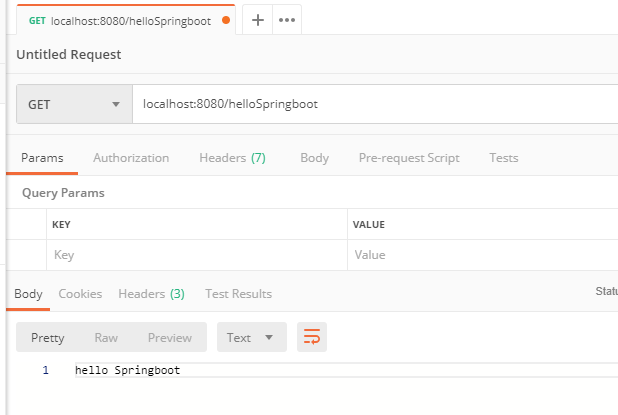 GET localhost:8080/helloSpringboot
Untitled Request
GET localhost:8080/helloSpringboot
Params Authorization Headers (7) Body Pre-request Script Tests
Query Params
KEY VALUE
Key Value
Body Cookies Headers (3) Test Results
Pretty Raw Preview Text
1 hello Springboot